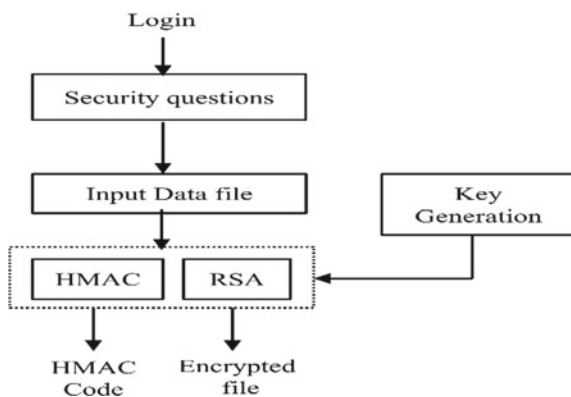 Login
Security questions
Input Data file
Key
Generation
HMAC
RSA
HMAC
Code
Encrypted
file